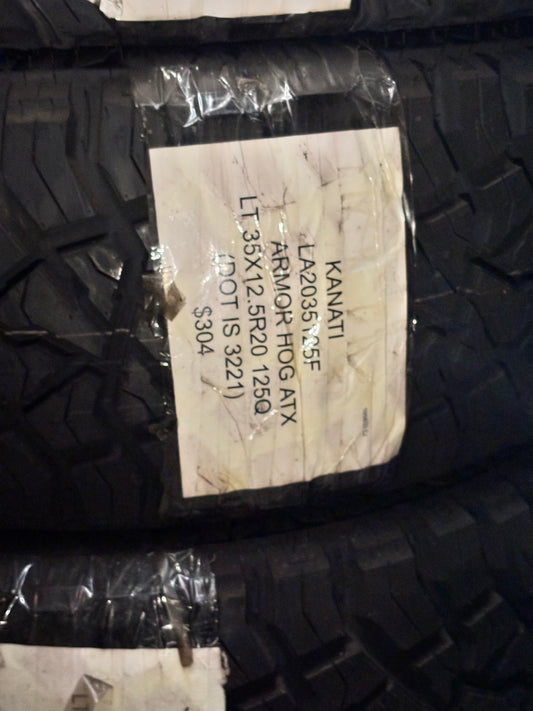 KANATI
LA2035125F
ARMOR HOG ATX
LT 35X12.5R20 125Q
(DOT IS 3221)
$304